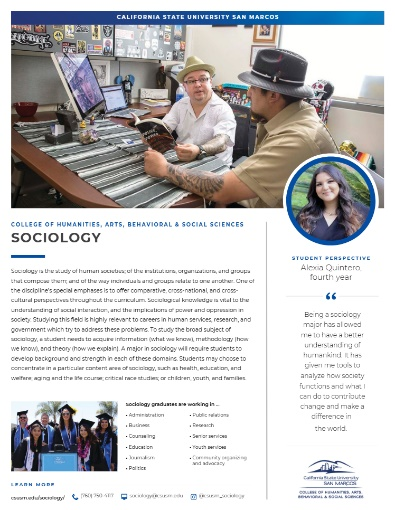 CALIFORNIA STATE UNIVERSITY SAN MARCOS
COLLEGE OF HUMANITIES, ARTS, BEHAVIORAL & SOCIAL SCIENCES
SOCIOLOGY
Sociology is the study of human societies; of the institutions, organizations, and groups
that compose them; and of the way individuals and groups relate to one another. One of
the discipline's special emphases is to offer comparative, cross-national, and cross-
cultural perspectives throughout the curriculum. Sociological knowledge is vital to the
understanding of social interaction, and the implications of power and oppression in
society. Studying this field is highly relevant to careers in human services, research, and
government which try to address these problems. To study the broad subject of
sociology, a student needs to acquire information (what we know), methodology (how
we know), and theory (how we explain). A major in sociology will require students to
develop background and strength in each of these domains. Students may choose to
concentrate in a particular content area of sociology, such as health, education, and
welfare; aging and the life course; critical race studies; or children, youth, and families.
Sociology graduates are working in ...
• Administration
• Business
• Counseling
• Education
• Journalism
• Politics
• Public relations
• Research
• Senior services
• Youth services
• Community organizing
and advocacy
LEARN MORE
csusm.edu/sociology/
sociology@csusm.edu
@csusm_sociology
STUDENT PERSPECTIVE
Alexia Quintero,
fourth year
“
Being a sociology
major has allowed
me to have a better
understanding of
humankind. It has
given me tools to
analyze how society
functions and what I
can do to contribute
change and make a
difference in
the world.
California State University
SAN MARCOS
COLLEGE OF HUMANITIES, ARTS,
BEHAVIORAL & SOCIAL SCIENCES